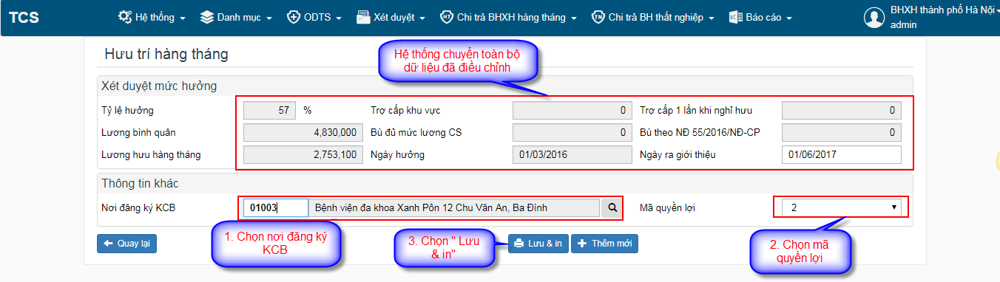 TCS Hệ thống Danh mục ODTS Xét duyệt Chi trả BHXH hàng tháng Chi trả BH thất nghiệp Báo cáo BHXH thành phố Hà Nội
admin
Hưu trí hàng tháng
Hệ thống chuyển toàn bộ
dữ liệu đã điều chỉnh
Xét duyệt mức hưởng
Tỷ lệ hưởng 57 % Trợ cấp khu vực 0 Trợ cấp 1 lần khi nghỉ hưu 0
Lương bình quân 4,830,000 Bù đủ mức lương CS 0 Bù theo NĐ 55/2016/NĐ-CP 0
Lương hưu hàng tháng 2,753,100 Ngày hưởng 01/03/2016 Ngày ra giới thiệu 01/06/2017
Thông tin khác
Nơi đăng ký KCB 01003 Bệnh viện đa khoa Xanh Pôn 12 Chu Văn An, Ba Đình Mã quyền lợi 2
1. Chọn nơi đăng ký
KCB
Quay lại
3. Chọn " Lưu
& in"
Lưu & in Thêm mới
2. Chọn mã
quyền lợi